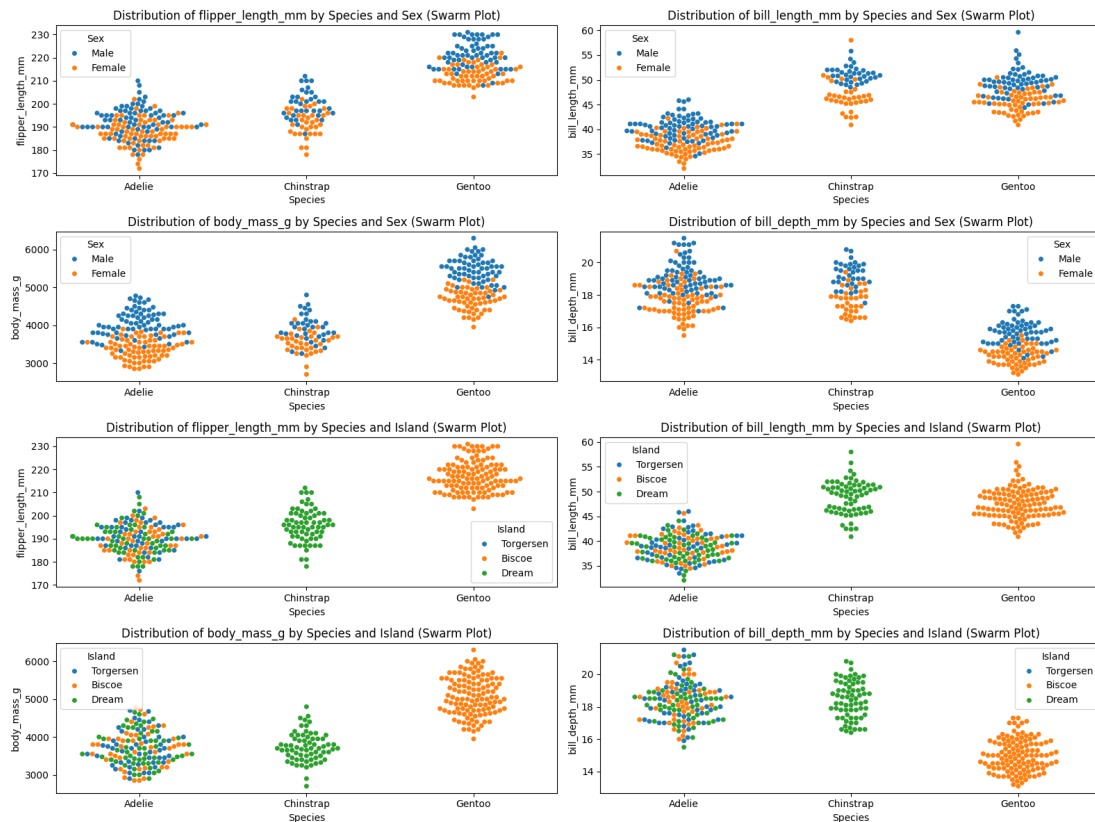 Distribution of flipper_length_mm by Species and Sex (Swarm Plot)
flipper_length_mm
230
220
210
200
190
180
170
Sex
Male
Female
Adelie
Chinstrap
Gentoo
Species
Distribution of bill_length_mm by Species and Sex (Swarm Plot)
bill_length_mm
60
55
50
45
40
35
Sex
Male
Female
Adelie
Chinstrap
Gentoo
Species
Distribution of body_mass_g by Species and Sex (Swarm Plot)
body_mass_g
6000
5000
4000
3000
Sex
Male
Female
Adelie
Chinstrap
Gentoo
Species
Distribution of bill_depth_mm by Species and Sex (Swarm Plot)
bill_depth_mm
20
18
16
14
Sex
Male
Female
Adelie
Chinstrap
Gentoo
Species
Distribution of flipper_length_mm by Species and Island (Swarm Plot)
flipper_length_mm
230
220
210
200
190
180
170
Island
Torgersen
Biscoe
Dream
Adelie
Chinstrap
Gentoo
Species
Distribution of bill_length_mm by Species and Island (Swarm Plot)
bill_length_mm
60
55
50
45
40
35
Island
Torgersen
Biscoe
Dream
Adelie
Chinstrap
Gentoo
Species
Distribution of body_mass_g by Species and Island (Swarm Plot)
body_mass_g
6000
5000
4000
3000
Island
Torgersen
Biscoe
Dream
Adelie
Chinstrap
Gentoo
Species
Distribution of bill_depth_mm by Species and Island (Swarm Plot)
bill_depth_mm
20
18
16
14
Island
Torgersen
Biscoe
Dream
Adelie
Chinstrap
Gentoo
Species